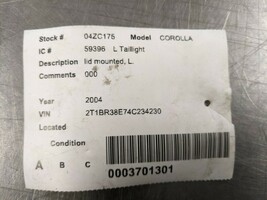 Stock # 04ZC175 Model COROLLA
IC # 59396 L Taillight
Description lid mounted, L.
Comments 000
Year 2004
VIN 2T1BR38E74C234230
Located
Condition
A B C
0003701301